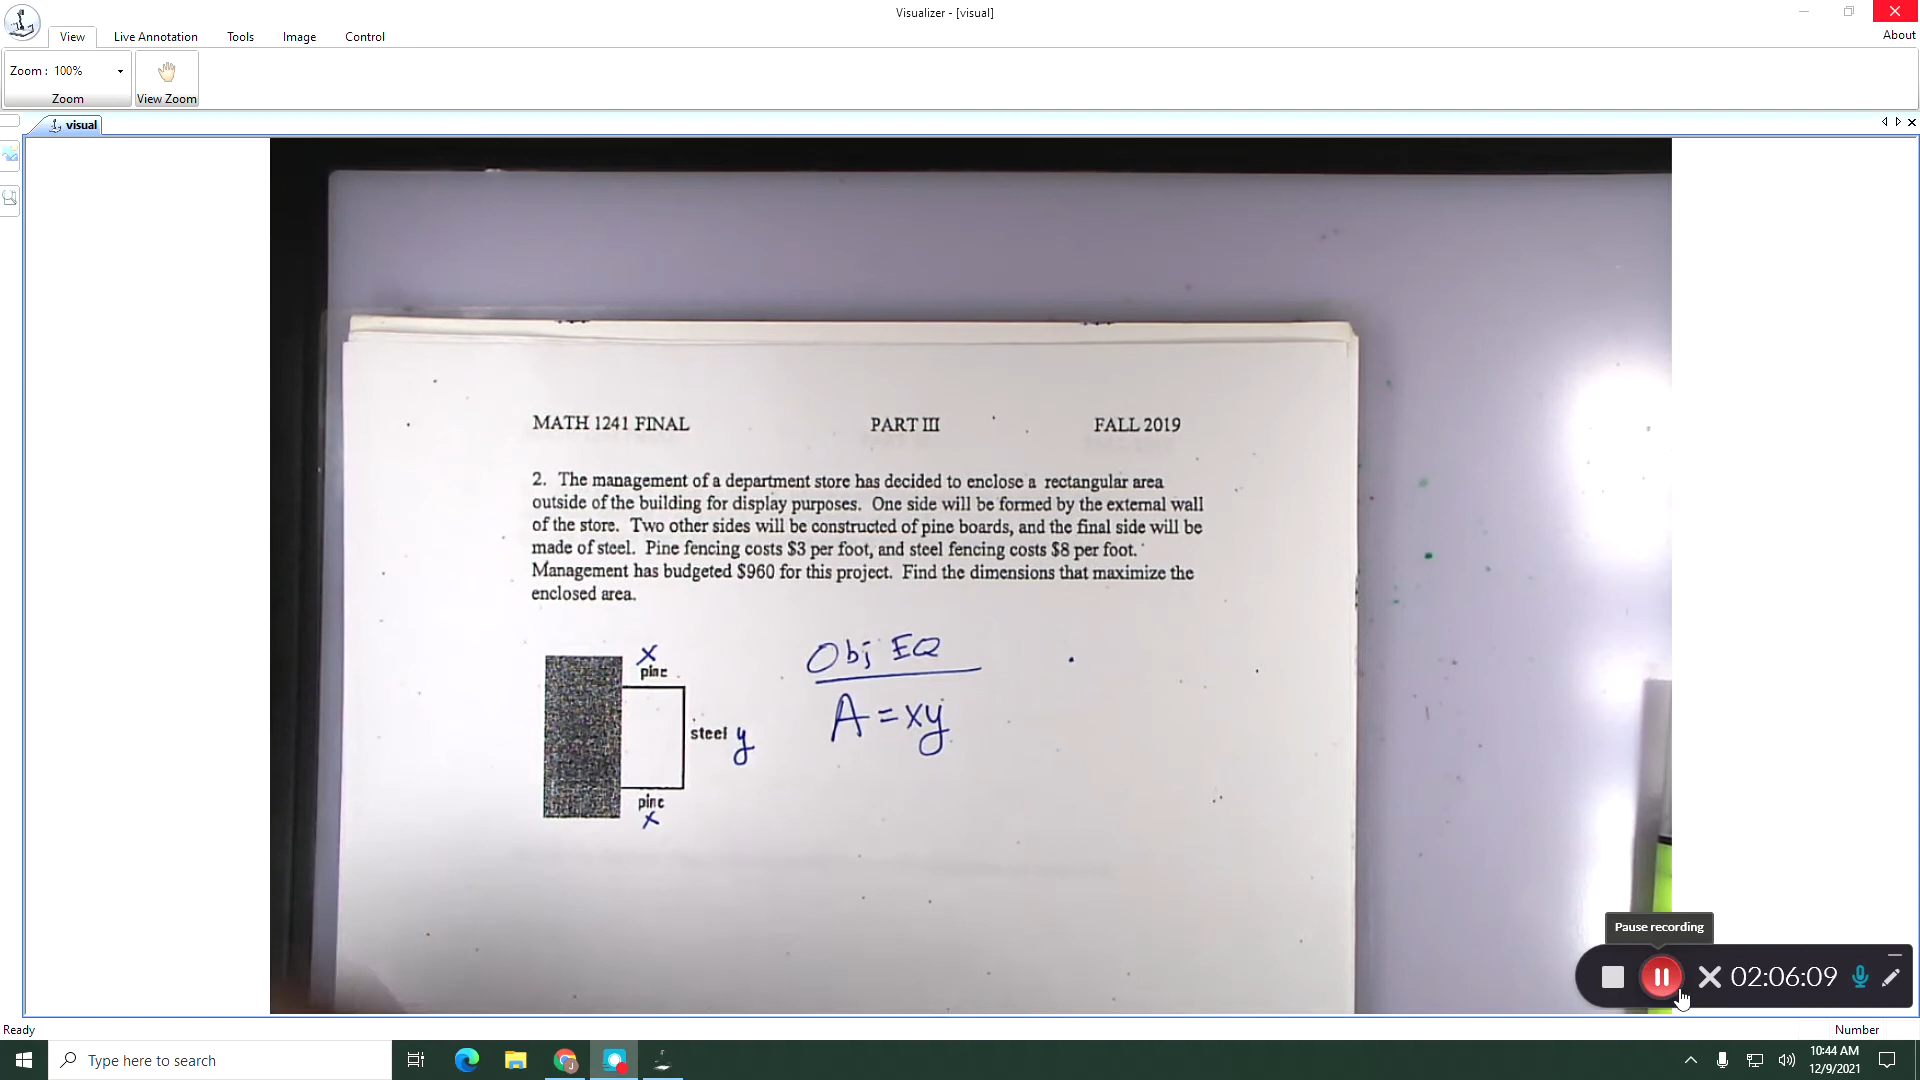 Visualizer - [visual]
View Live Annotation Tools Image Control About
Zoom : 100%
Zoom View Zoom
visual
MATH 1241 FINAL PART III FALL 2019
2. The management of a department store has decided to enclose a rectangular area
outside of the building for display purposes. One side will be formed by the external wall
of the store. Two other sides will be constructed of pine boards, and the final side will be
made of steel. Pine fencing costs $3 per foot, and steel fencing costs $8 per foot.
Management has budgeted $960 for this project. Find the dimensions that maximize the
enclosed area.
x
pine
Obj EQ
A = xy
steel y
pine
x
Pause recording
02:06:09
Ready Number
Type here to search
10:44 AM
12/9/2021